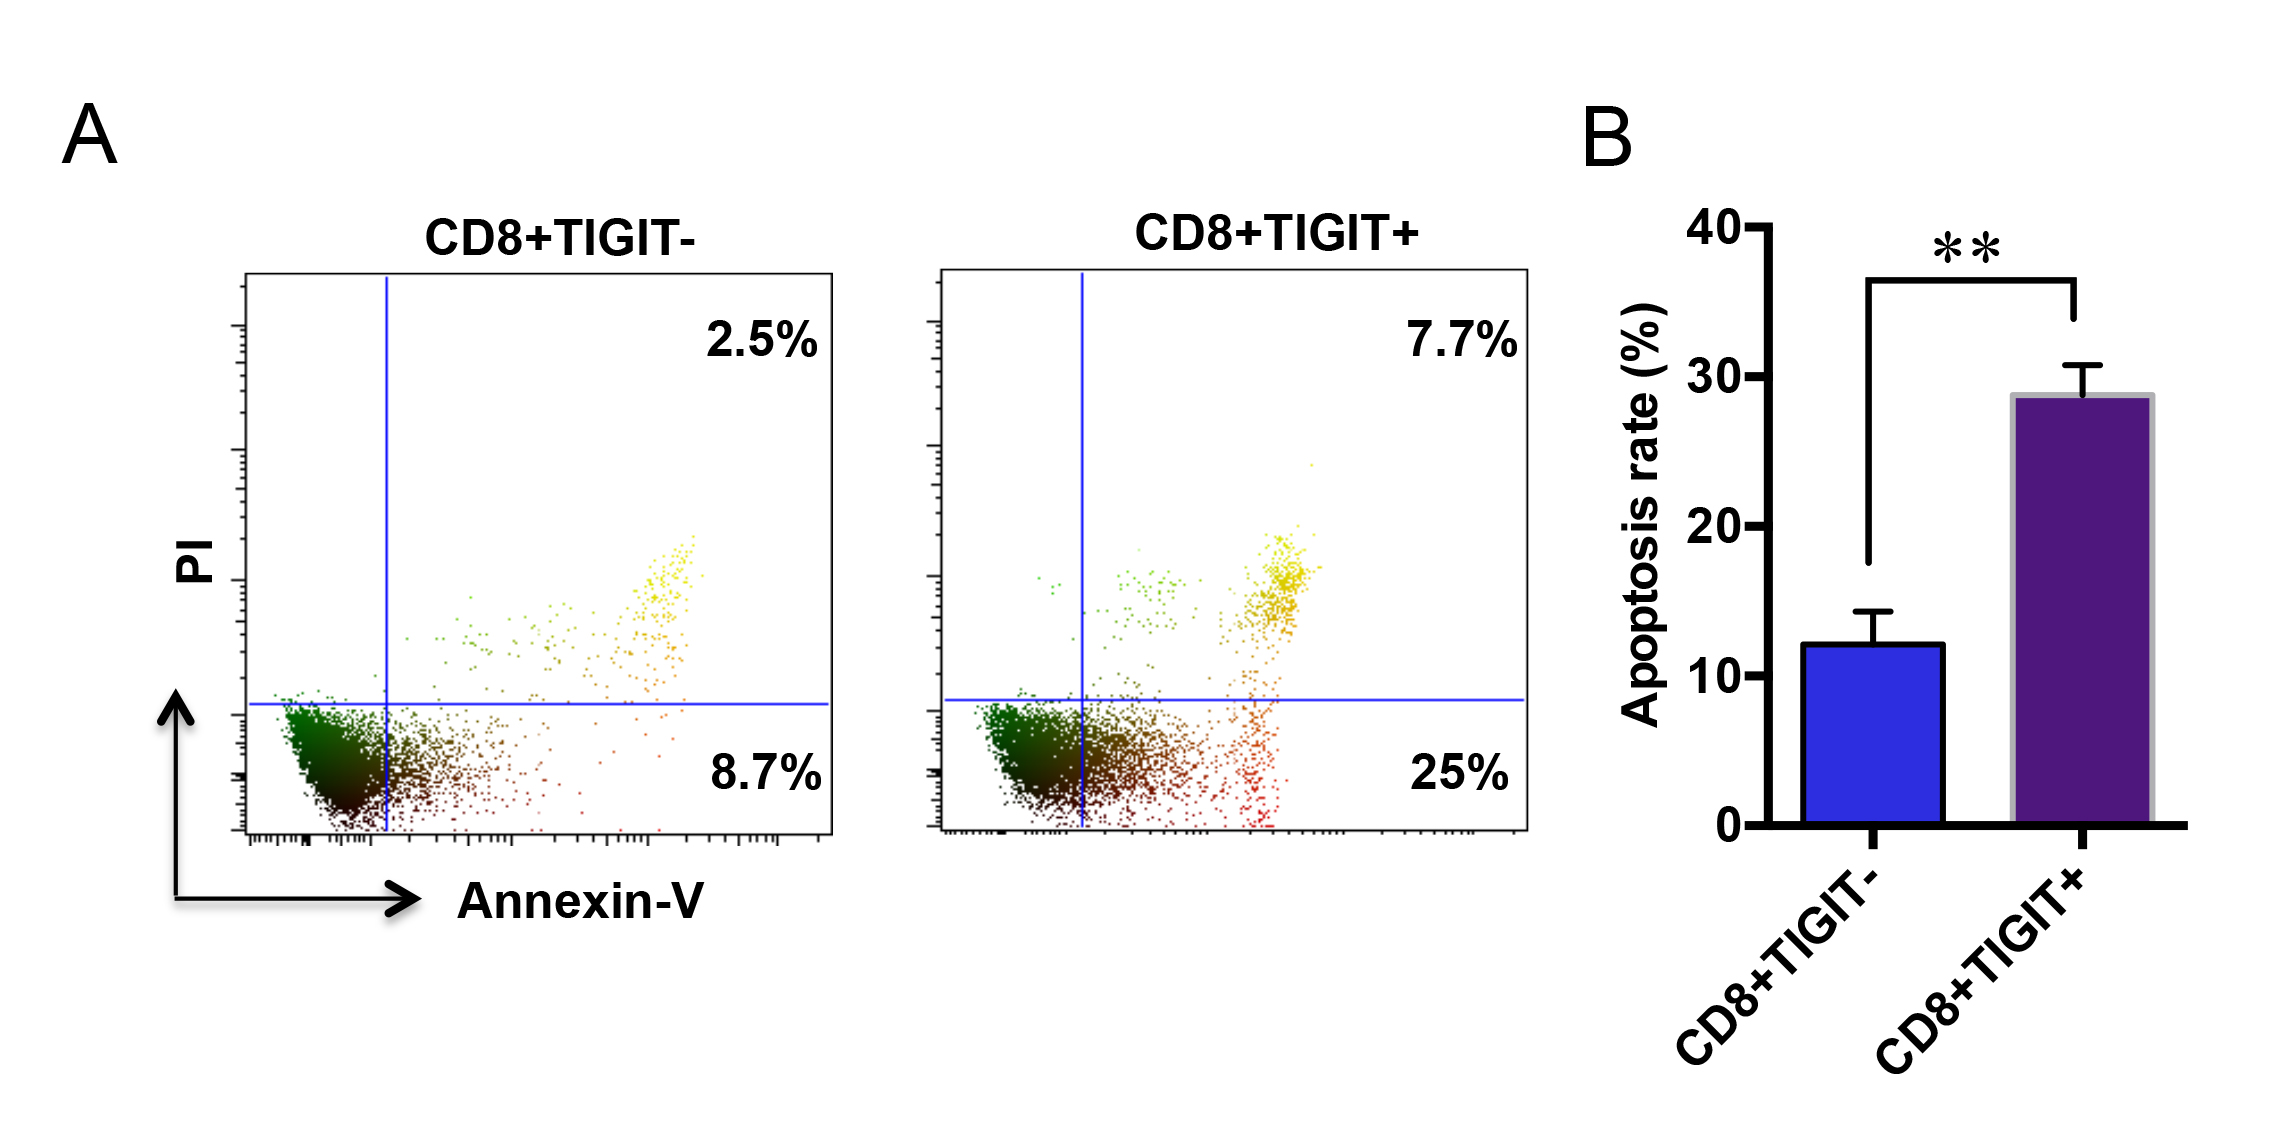 A
B
CD8+TIGIT-
CD8+TIGIT+
2.5%
8.7%
7.7%
25%
PI
Annexin-V
Apoptosis rate (%)
40
30
20
10
0
**
CD8+TIGIT-
CD8+TIGIT+